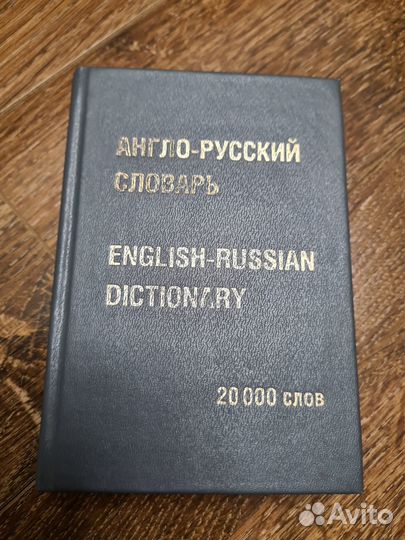 АНГЛО-РУССКИЙ
СЛОВАРЬ
ENGLISH-RUSSIAN
DICTIONARY
20 000 слов
Avito